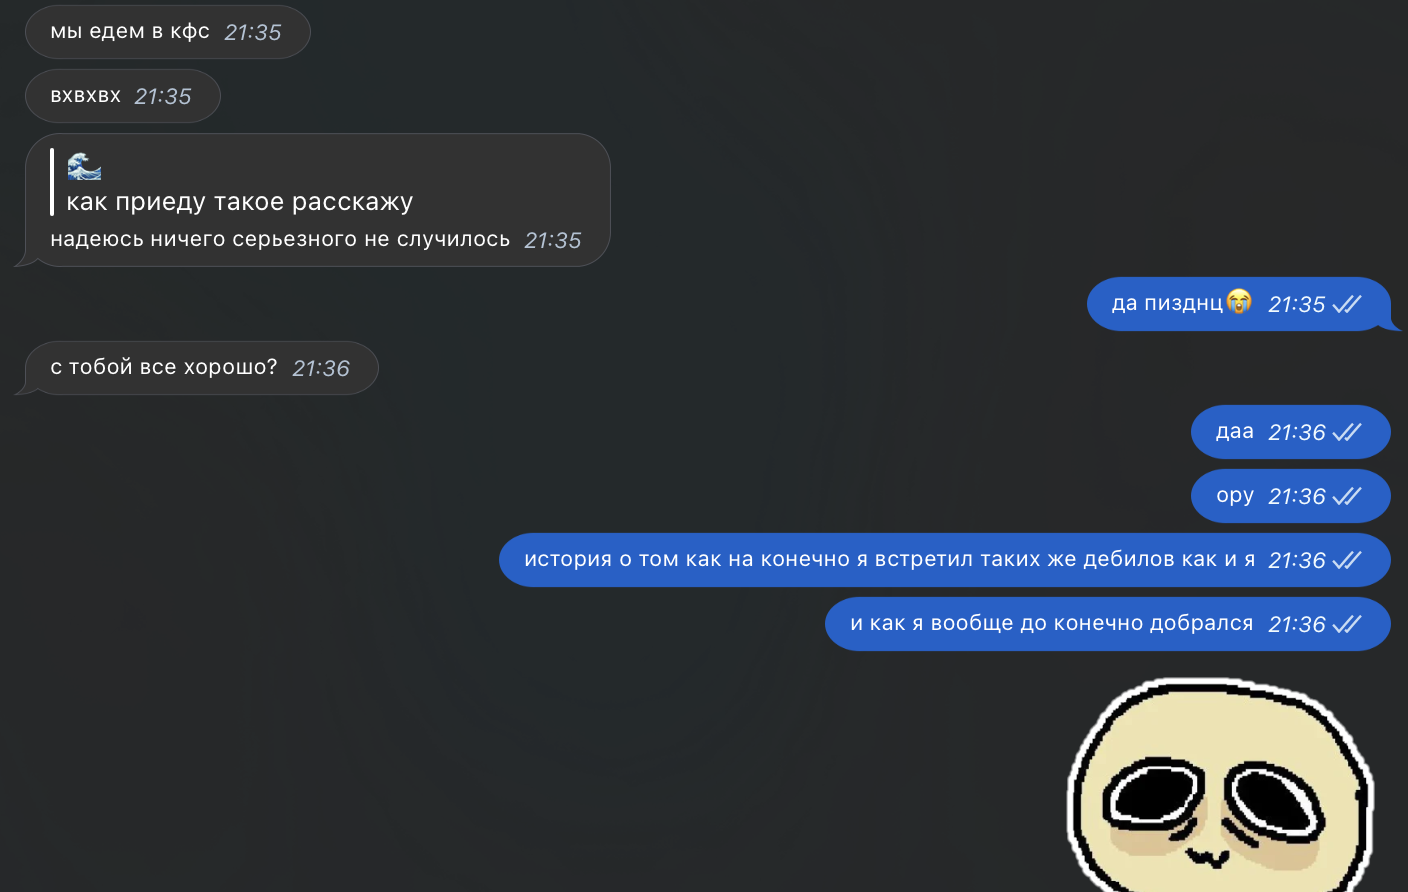 мы едем в кфс 21:35
вхвхвх 21:35
🌊
как приеду такое расскажу
надеюсь ничего серьезного не случилось 21:35
да пизднц😭 21:35
с тобой все хорошо? 21:36
даа 21:36
ору 21:36
история о том как на конечно я встретил таких же дебилов как и я 21:36
и как я вообще до конечно добрался 21:36